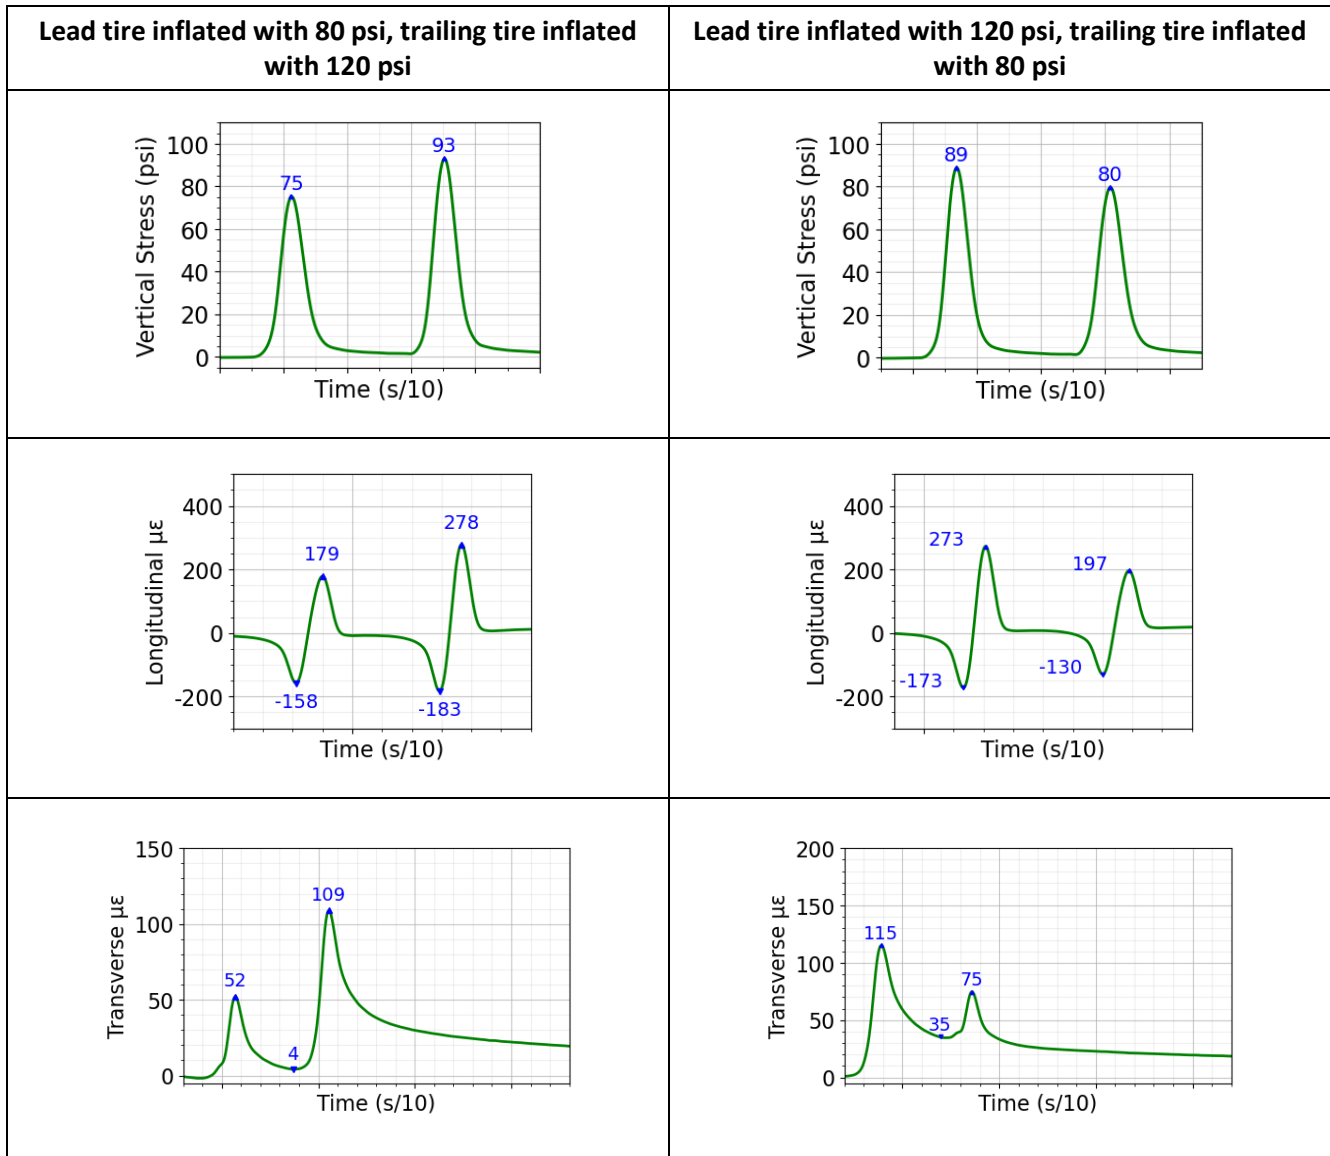 Lead tire inflated with 80 psi, trailing tire inflated
with 120 psi
Lead tire inflated with 120 psi, trailing tire inflated
with 80 psi
Vertical Stress (psi)
100
80
60
40
20
0
75
93
Time (s/10)
Vertical Stress (psi)
100
80
60
40
20
0
89
80
Time (s/10)
Longitudinal με
400
200
0
-200
179
278
-158
-183
Time (s/10)
Longitudinal με
400
200
0
-200
273
197
-173
-130
Time (s/10)
Transverse με
150
100
50
0
52
4
109
Time (s/10)
Transverse με
200
150
100
50
0
115
35
75
Time (s/10)